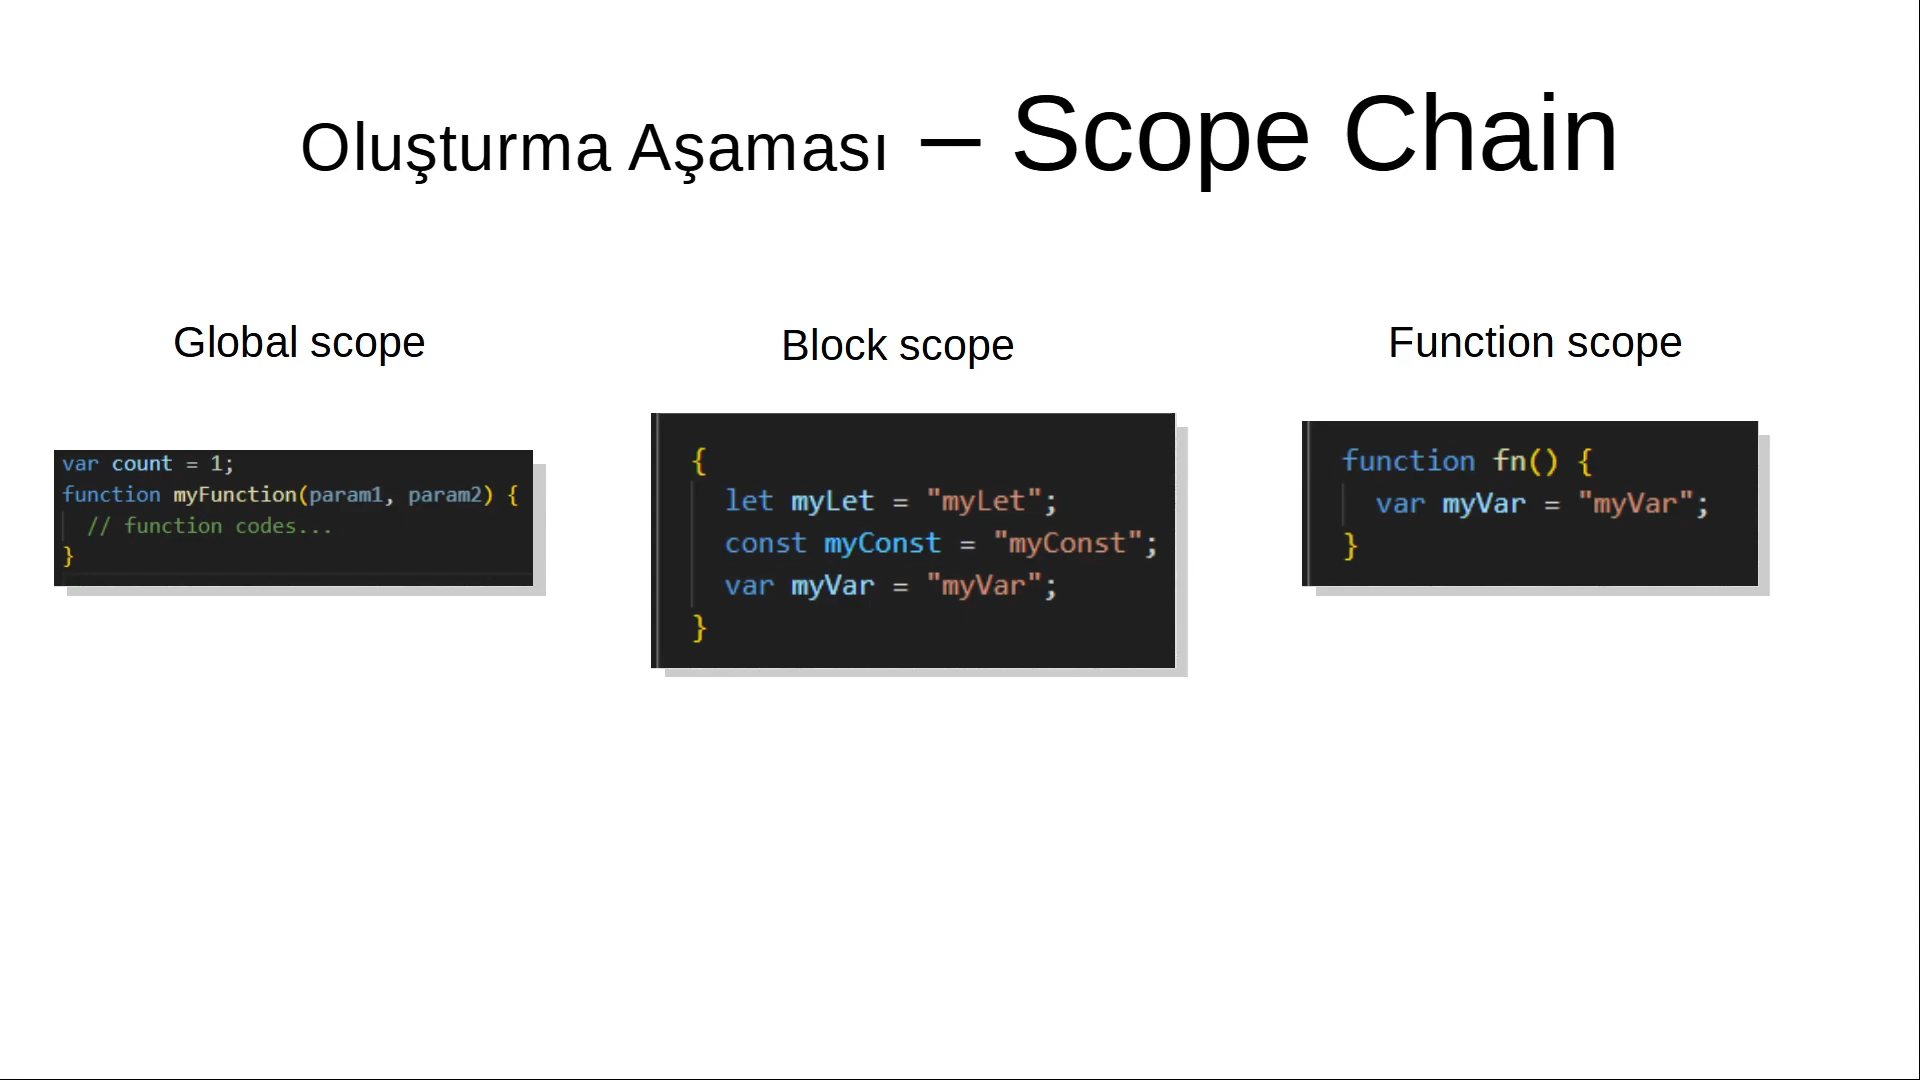 Oluşturma Aşaması – Scope Chain
Global scope
var count = 1;
function myFunction(param1, param2) {
// function codes...
}
Block scope
{
let myLet = "myLet";
const myConst = "myConst";
var myVar = "myVar";
}
Function scope
function fn() {
var myVar = "myVar";
}